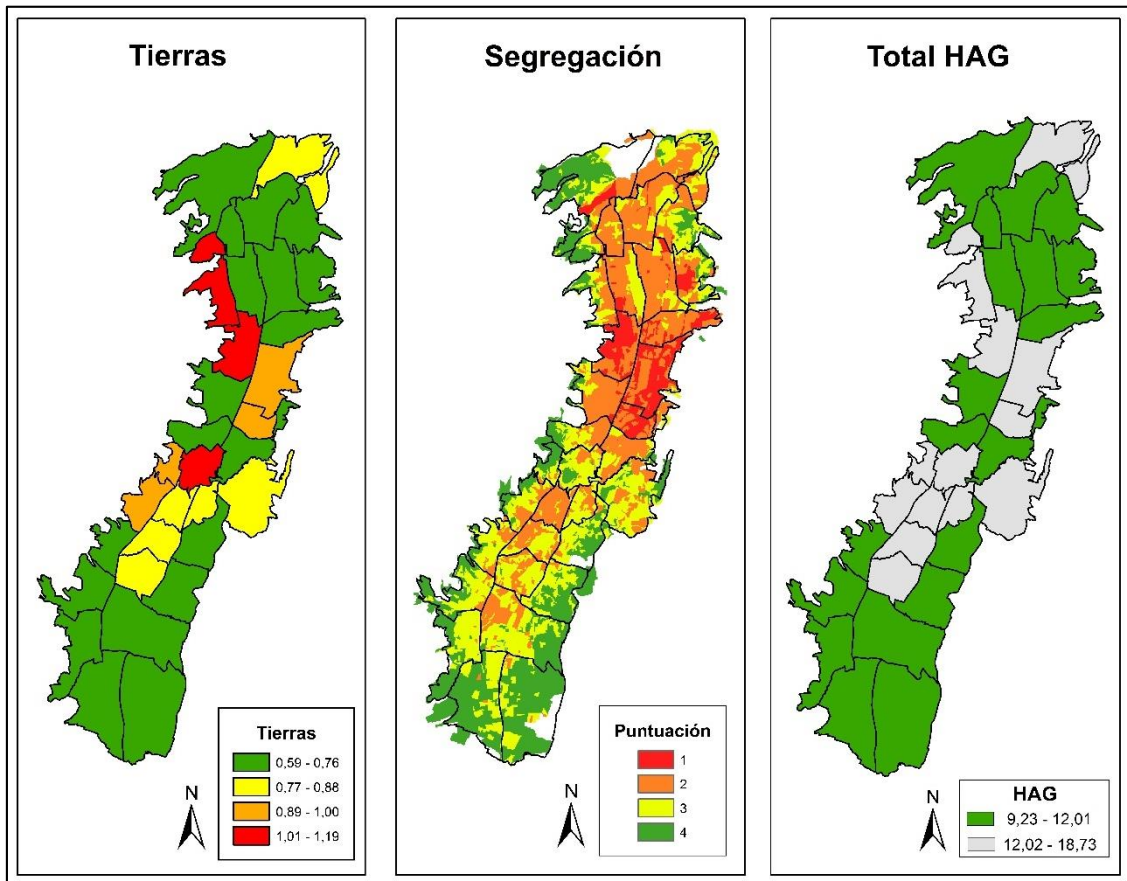 Tierras
Tierras
0,59 - 0,76
0,77 - 0,88
0,89 - 1,00
1,01 - 1,19
N
Segregación
Puntuación
1
2
3
4
N
Total HAG
HAG
9,23 - 12,01
12,02 - 18,73
N